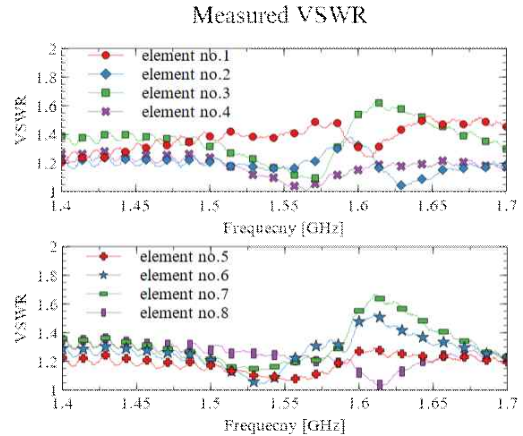 Measured VSWR
2
1.8
1.6
1.4
1.2
1
VSWR
element no.1
element no.2
element no.3
element no.4
1.4 1.45 1.5 1.55 1.6 1.65 1.7
Frequecny [GHz]
2
1.8
1.6
1.4
1.2
1
VSWR
element no.5
element no.6
element no.7
element no.8
1.4 1.45 1.5 1.55 1.6 1.65 1.7
Frequecny [GHz]